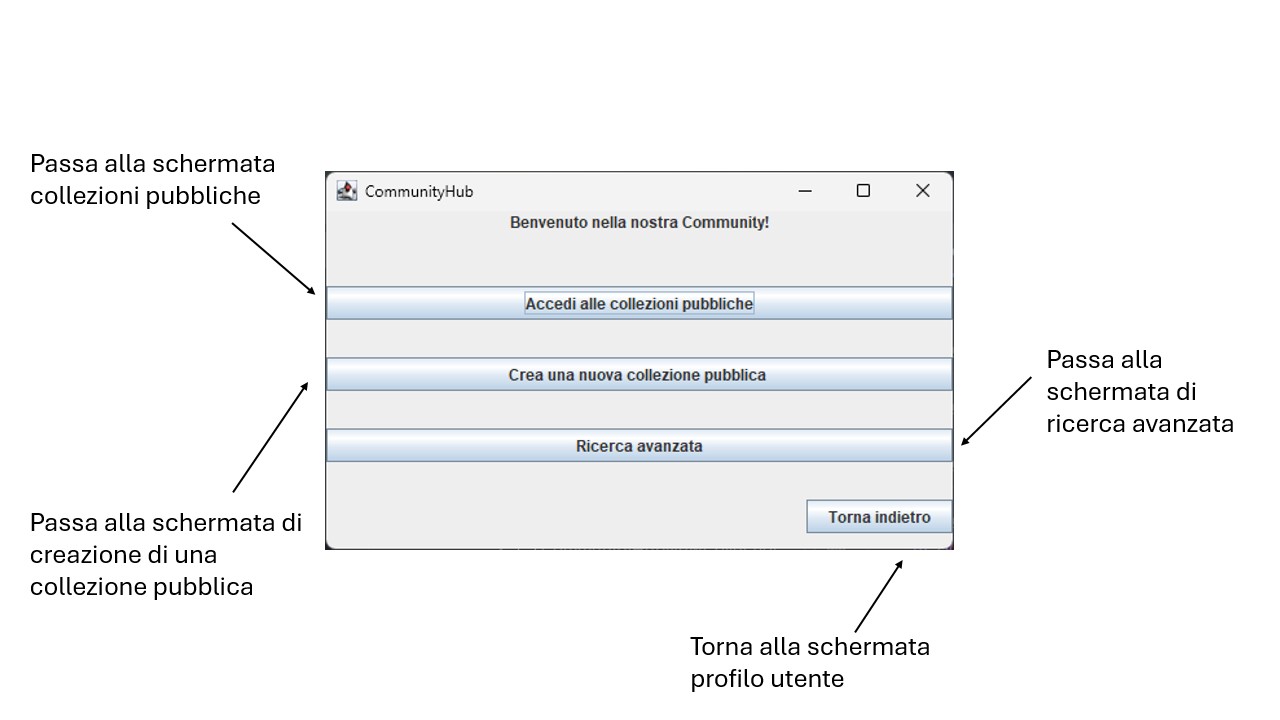 Passa alla schermata
collezioni pubbliche
CommunityHub
Benvenuto nella nostra Community!
Accedi alle collezioni pubbliche
Crea una nuova collezione pubblica
Ricerca avanzata
Torna indietro
Passa alla
schermata di
ricerca avanzata
Passa alla schermata di
creazione di una
collezione pubblica
Torna alla schermata
profilo utente